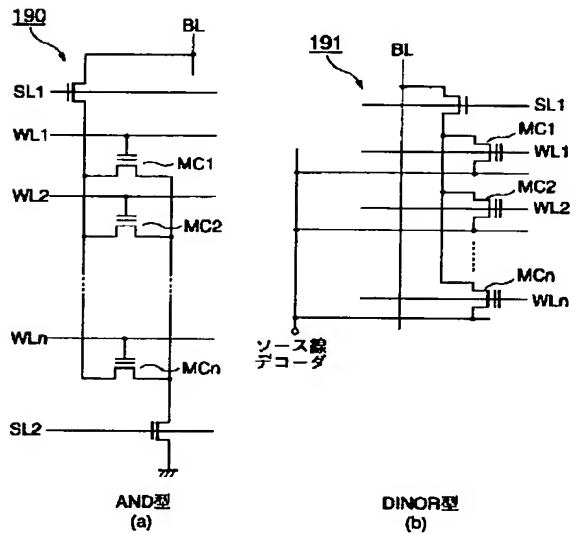 190
BL
SL1
WL1
MC1
WL2
MC2
WLn
MCn
SL2
AND型
(a)
191
BL
SL1
MC1
WL1
MC2
WL2
MCn
WLn
ソース線
デコーダ
DINOR型
(b)